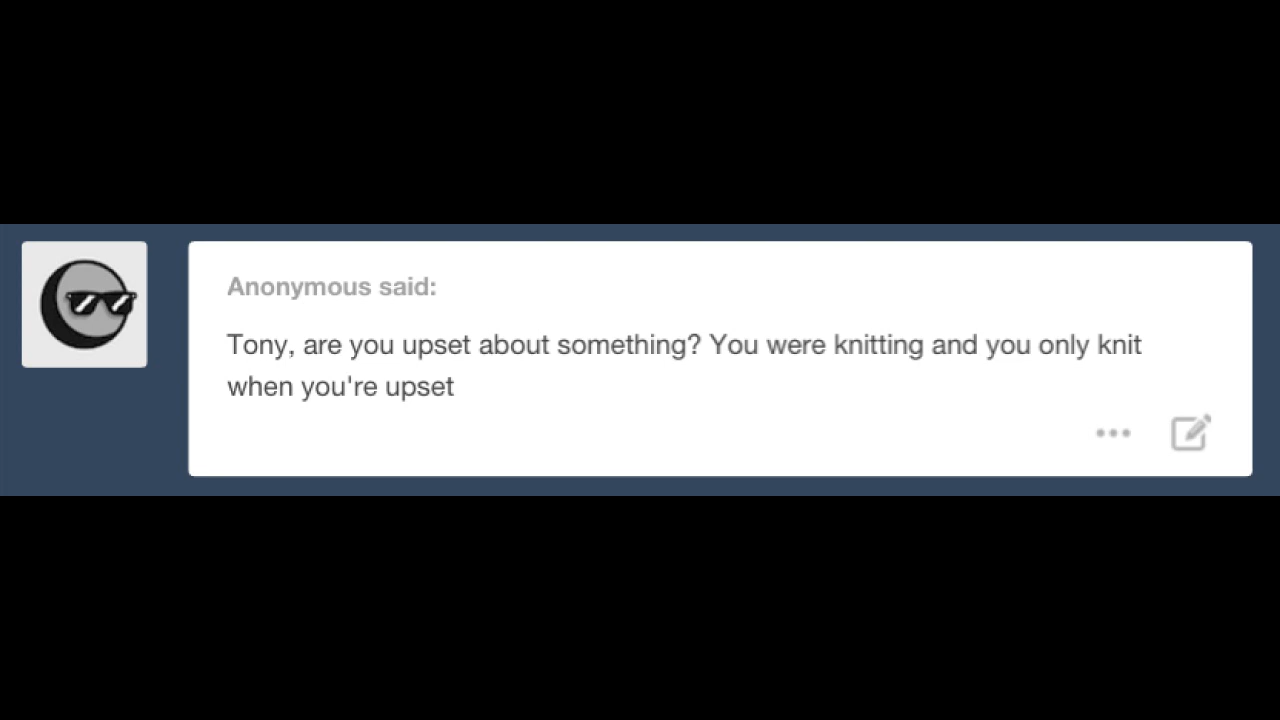 Anonymous said:
Tony, are you upset about something? You were knitting and you only knit
when you're upset